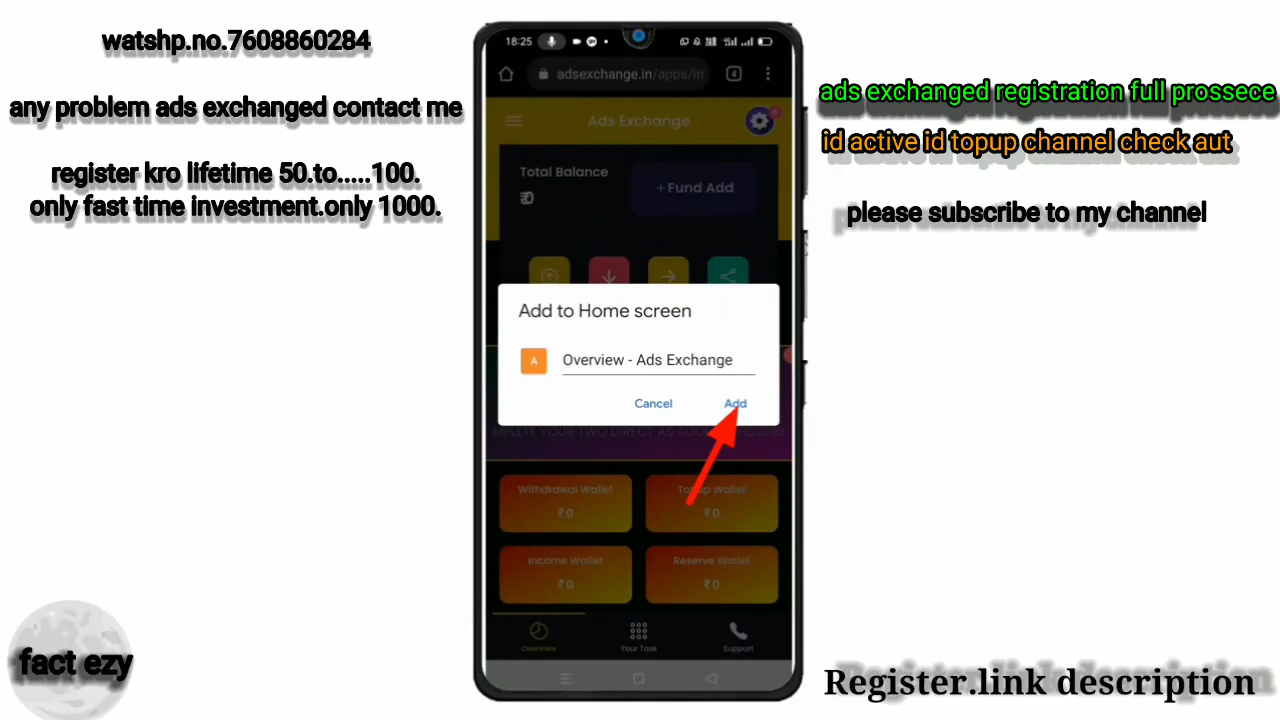 watshp.no.7608860284
any problem ads exchanged contact me
register kro lifetime 50.to.....100.
only fast time investment.only 1000.
ads exchanged registration full prossece
id active id topup channel check aut
please subscribe to my channel
18:25
adsexchange.in/apps/in
4
Ads Exchange
Total Balance
+Fund Add
Add to Home screen
A
Overview - Ads Exchange
Cancel
Add
YOUR TWO DIRECT
Withdrawal Wallet
Topup Wallet
₹0
₹0
Income Wallet
Reserve Wallet
₹0
₹0
Overview
Your Task
Support
fact ezy
Register.link description